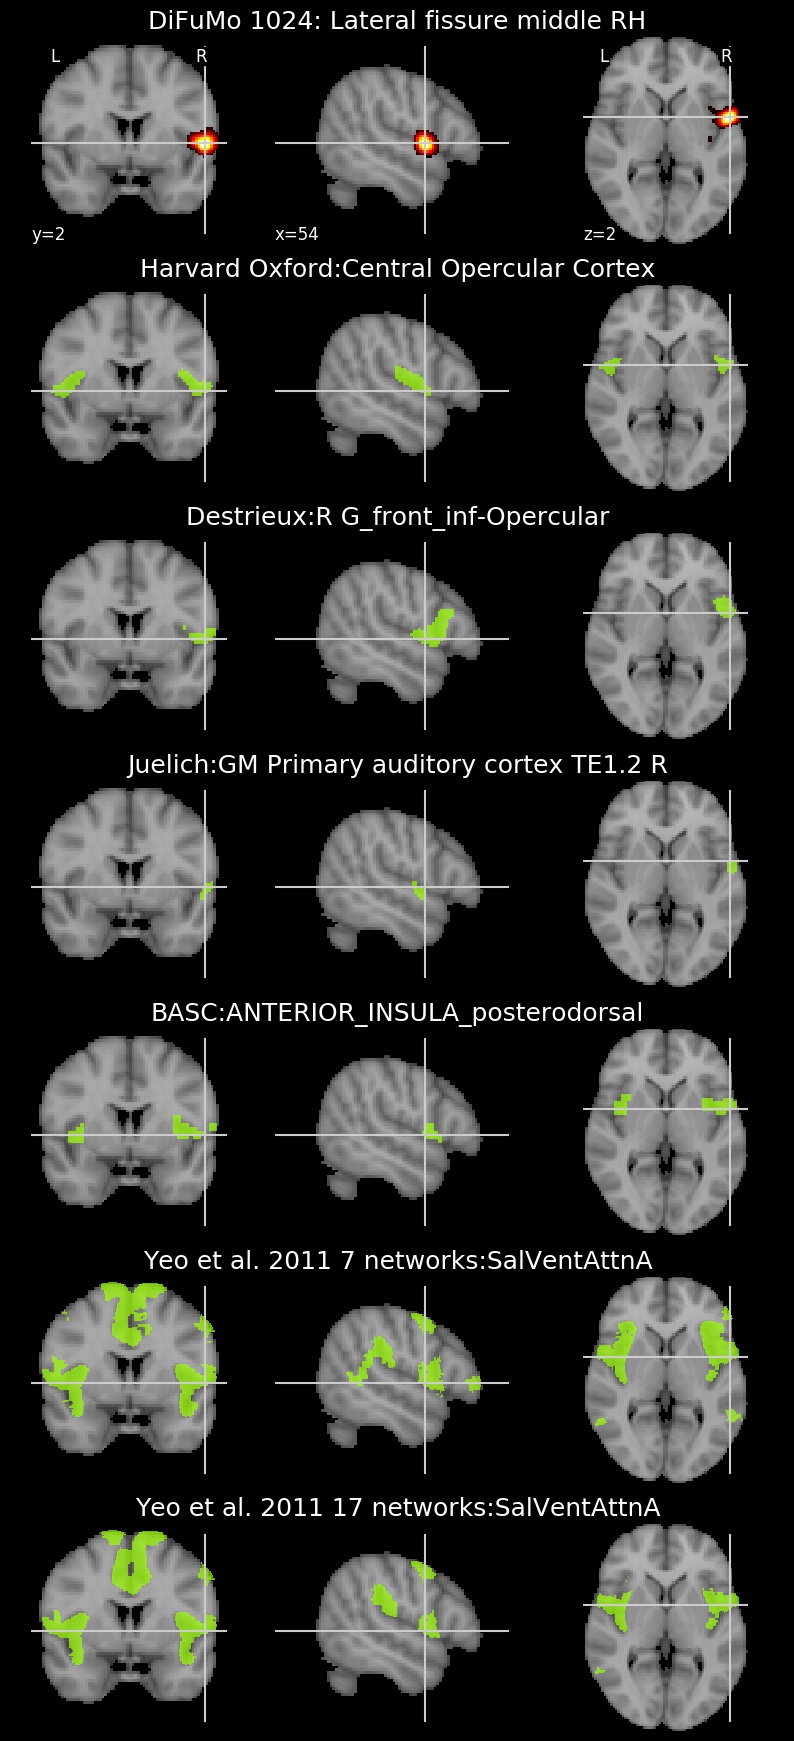 DiFuMo 1024: Lateral fissure middle RH
L R L R
y=2 x=54 z=2
Harvard Oxford:Central Opercular Cortex
Destrieux:R G_front_inf-Opercular
Juelich:GM Primary auditory cortex TE1.2 R
BASC:ANTERIOR_INSULA_posterodorsal
Yeo et al. 2011 7 networks:SalVentAttnA
Yeo et al. 2011 17 networks:SalVentAttnA